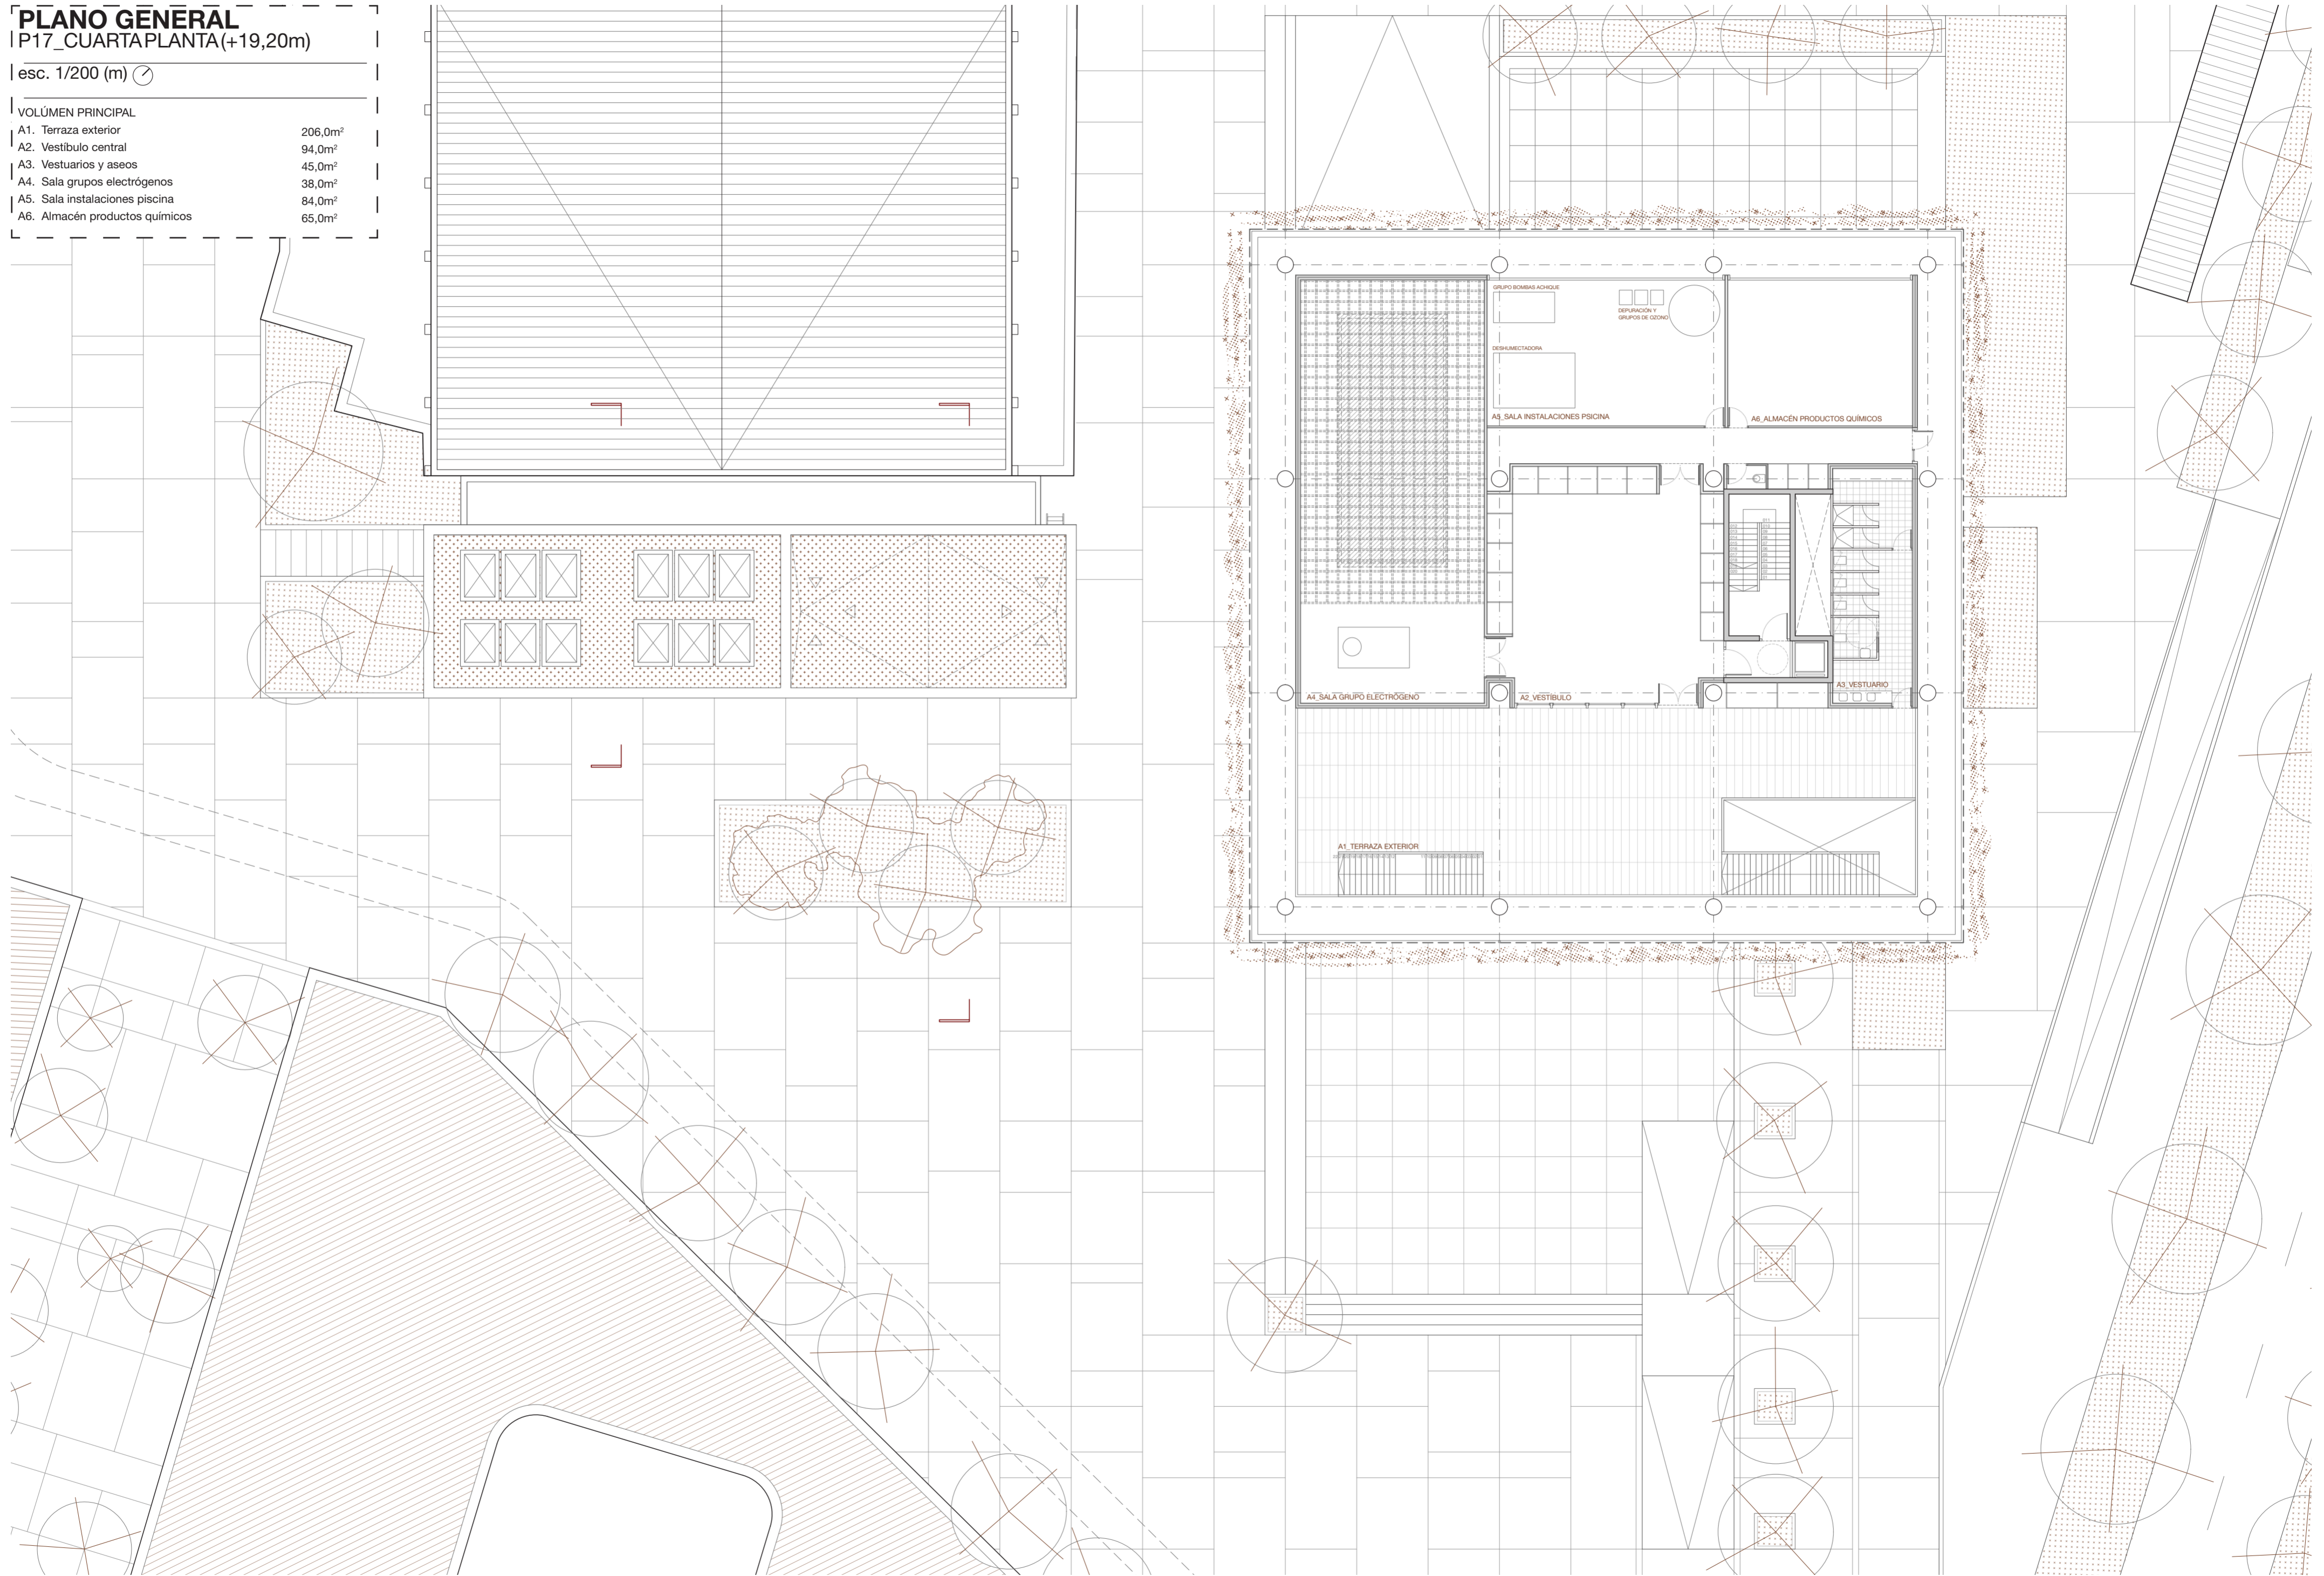 PLANO GENERAL
P17_CUARTA PLANTA (+19,20m)
esc. 1/200 (m)
VOLÚMEN PRINCIPAL
A1. Terraza exterior 206,0m²
A2. Vestíbulo central 94,0m²
A3. Vestuarios y aseos 45,0m²
A4. Sala grupos electrógenos 38,0m²
A5. Sala instalaciones piscina 84,0m²
A6. Almacén productos químicos 65,0m²
GRUPO BOMBAS ACHIQUE
DEPURACIÓN Y
GRUPOS DE OZONO
DESHUMECTADORA
A5_SALA INSTALACIONES PSICINA
A6_ALMACÉN PRODUCTOS QUÍMICOS
A3_VESTUARIO
A4_SALA GRUPO ELECTRÓGENO
A2_VESTÍBULO
A1_TERRAZA EXTERIOR